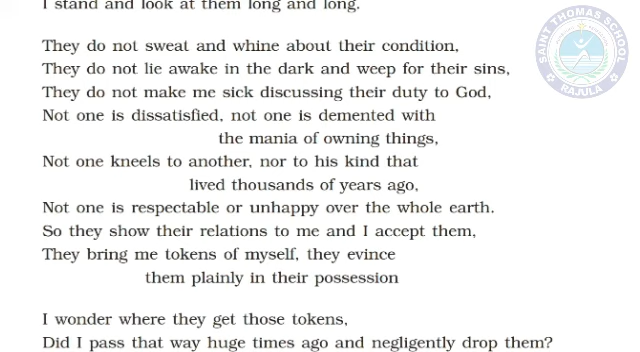 I stand and look at them long and long.
They do not sweat and whine about their condition,
They do not lie awake in the dark and weep for their sins,
They do not make me sick discussing their duty to God,
Not one is dissatisfied, not one is demented with
the mania of owning things,
Not one kneels to another, nor to his kind that
lived thousands of years ago,
Not one is respectable or unhappy over the whole earth.
So they show their relations to me and I accept them,
They bring me tokens of myself, they evince
them plainly in their possession
I wonder where they get those tokens,
Did I pass that way huge times ago and negligently drop them?
SAINT THOMAS SCHOOL
RAJULA